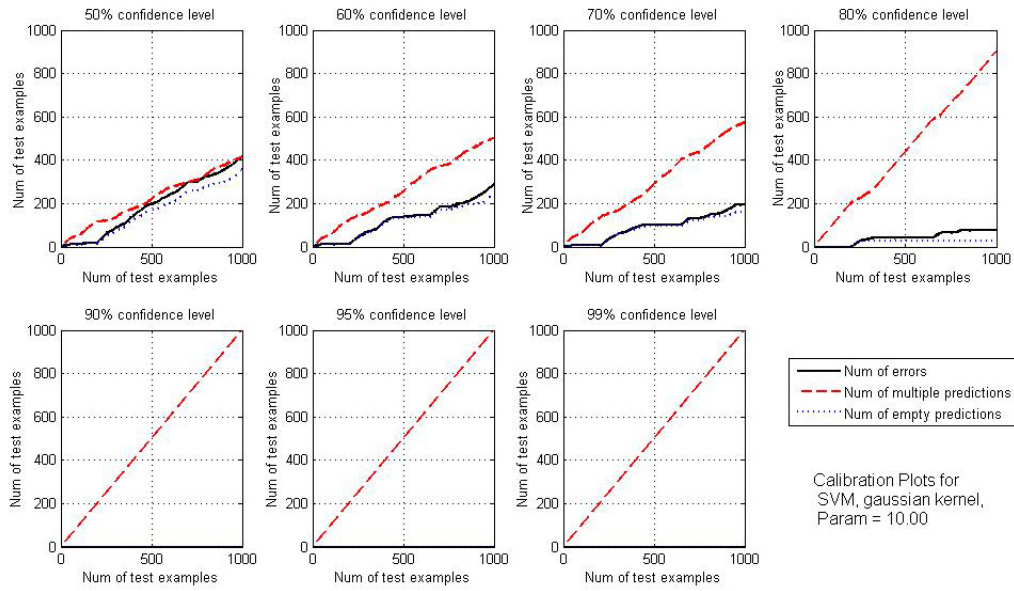 50% confidence level
1000
800
600
400
200
0
0
500
1000
Num of test examples
Num of test examples
60% confidence level
1000
800
600
400
200
0
0
500
1000
Num of test examples
Num of test examples
70% confidence level
1000
800
600
400
200
0
0
500
1000
Num of test examples
Num of test examples
80% confidence level
1000
800
600
400
200
0
0
500
1000
Num of test examples
Num of test examples
90% confidence level
1000
800
600
400
200
0
0
500
1000
Num of test examples
Num of test examples
95% confidence level
1000
800
600
400
200
0
0
500
1000
Num of test examples
Num of test examples
99% confidence level
1000
800
600
400
200
0
0
500
1000
Num of test examples
Num of test examples
Num of errors
Num of multiple predictions
Num of empty predictions
Calibration Plots for
SVM, gaussian kernel,
Param = 10.00